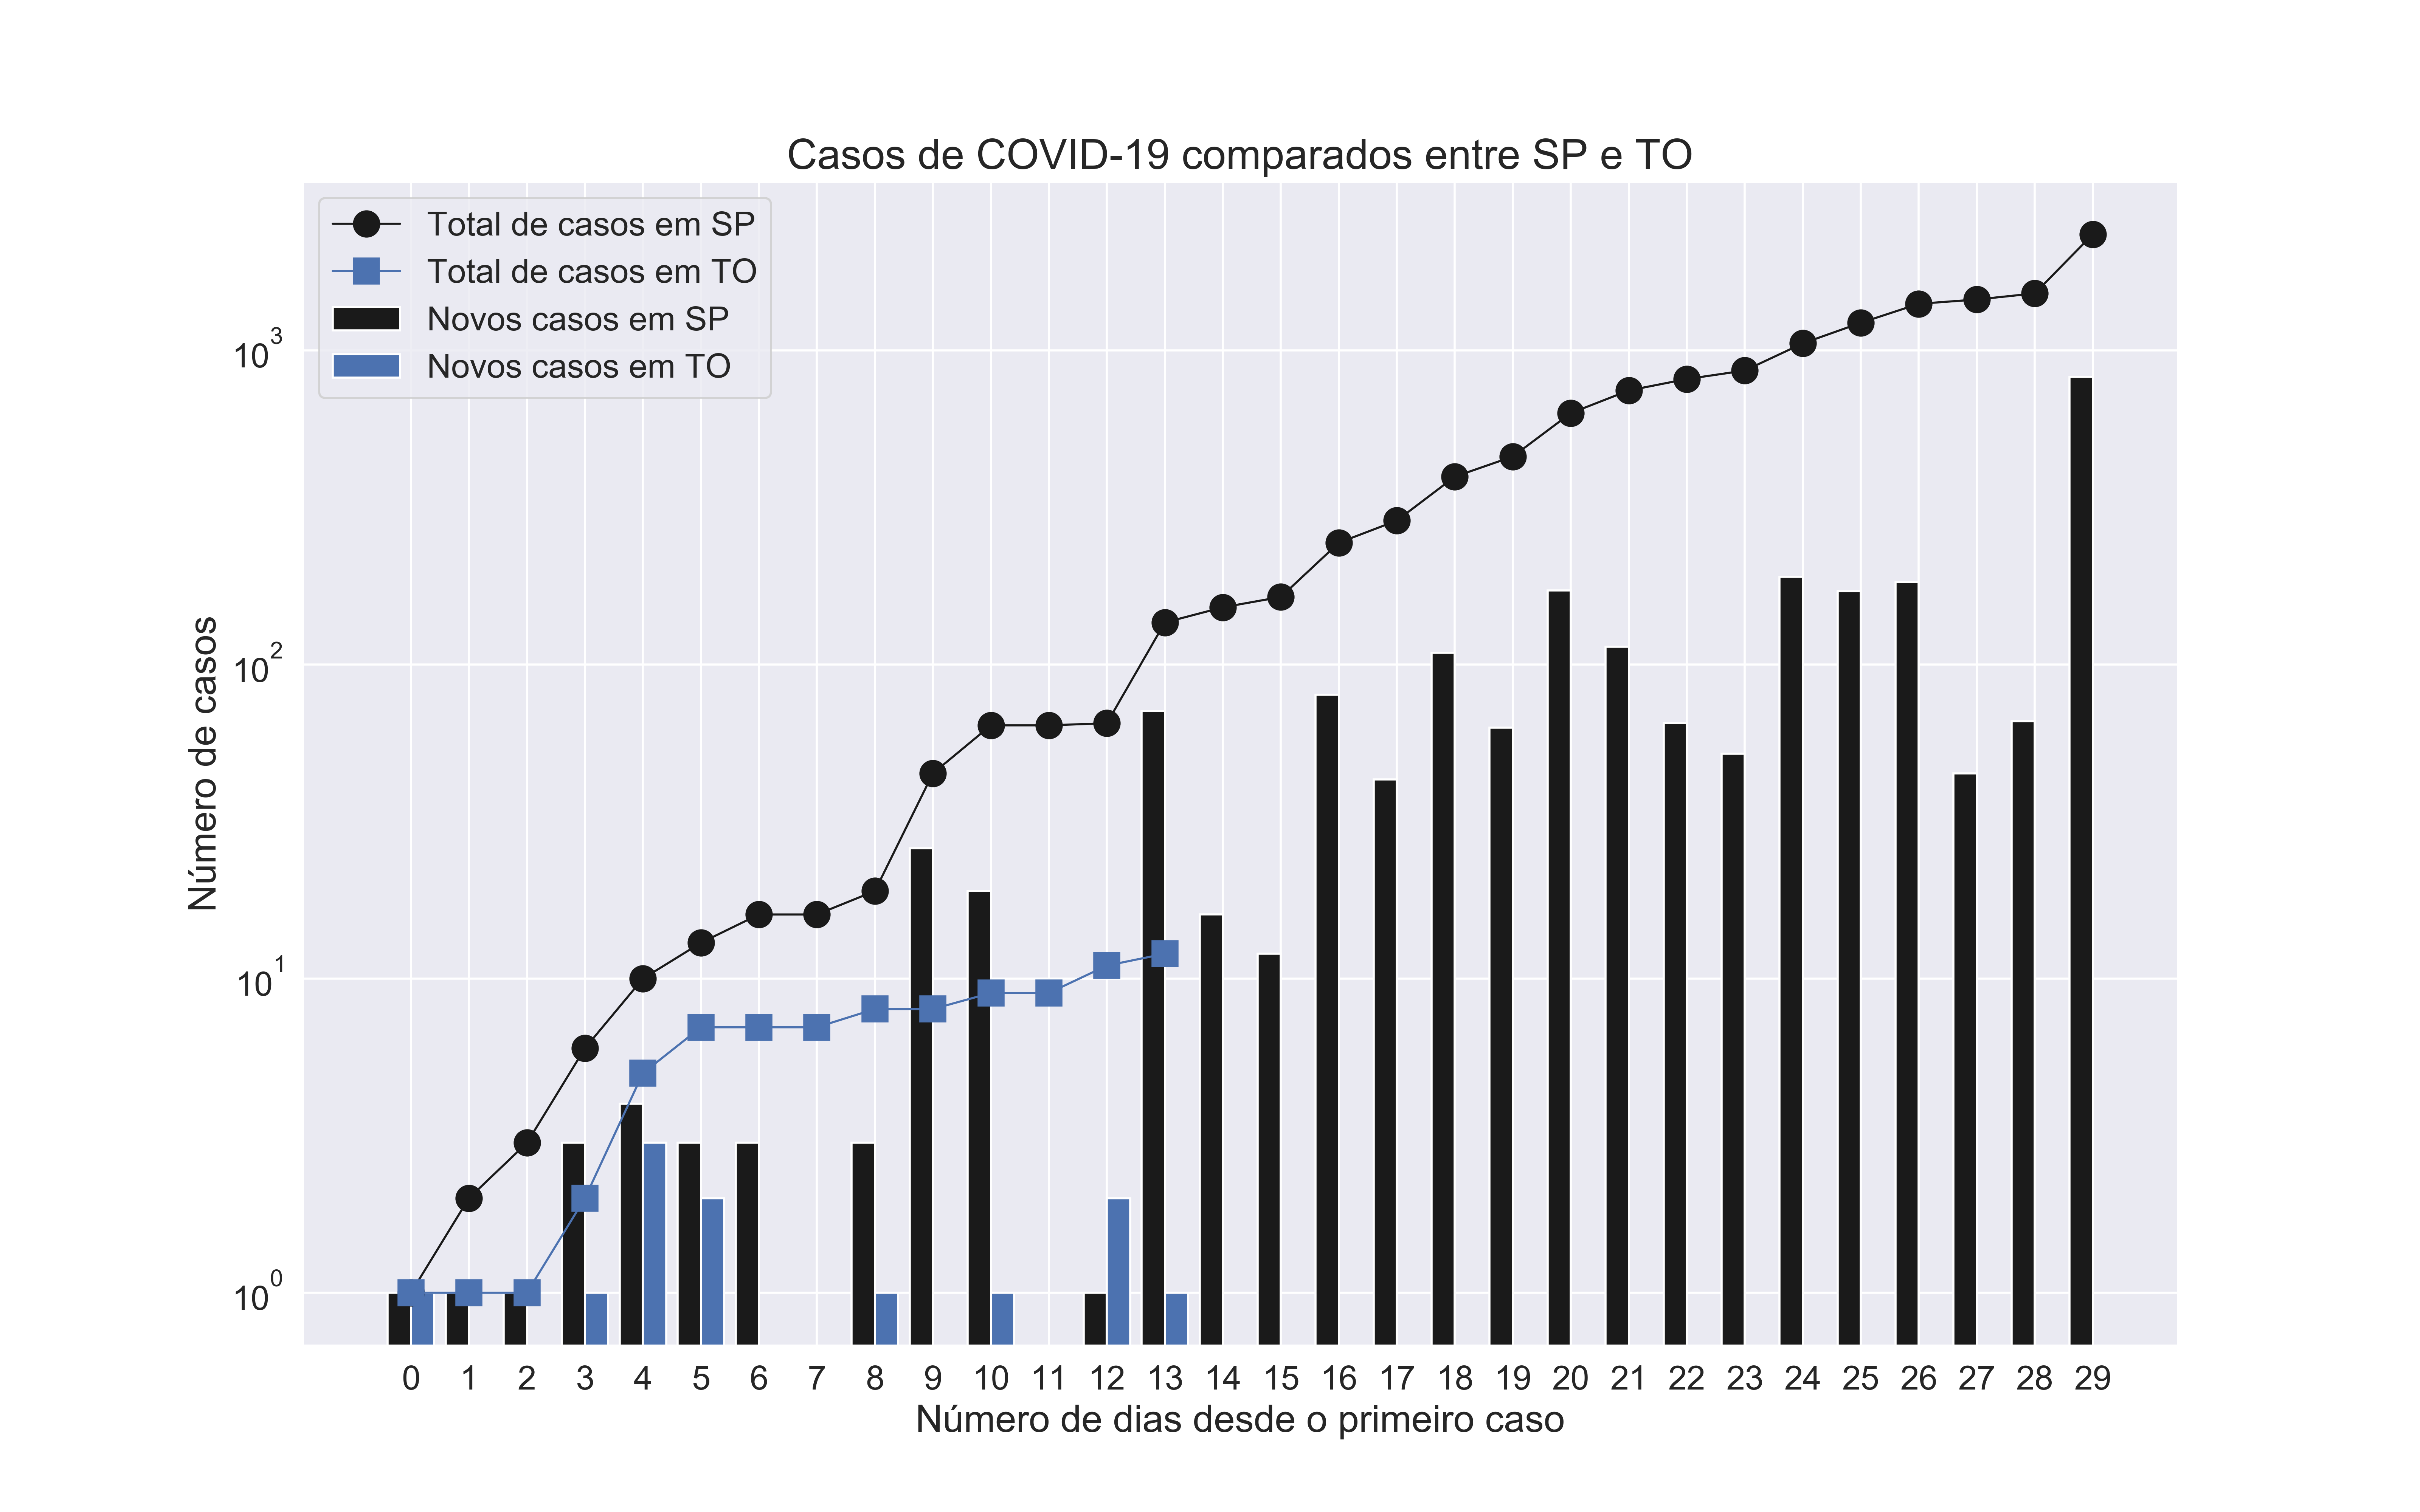 Casos de COVID-19 comparados entre SP e TO
Total de casos em SP
Total de casos em TO
Novos casos em SP
Novos casos em TO
Número de casos
10³
10²
10¹
10⁰
0 1 2 3 4 5 6 7 8 9 10 11 12 13 14 15 16 17 18 19 20 21 22 23 24 25 26 27 28 29
Número de dias desde o primeiro caso